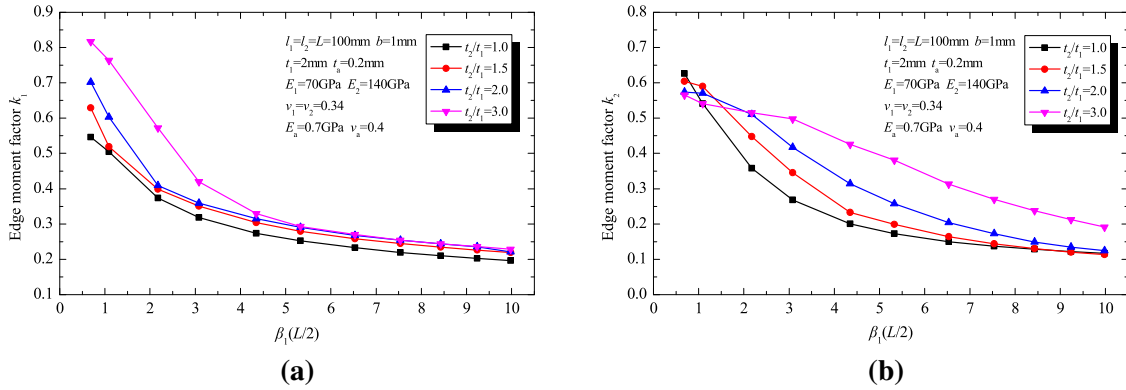 (a)
Edge moment factor k₁
0.9
0.8
0.7
0.6
0.5
0.4
0.3
0.2
0.1
l₁=l₂=L=100mm b=1mm
t₁=2mm tₐ=0.2mm
E₁=70GPa E₂=140GPa
v₁=v₂=0.34
Eₐ=0.7GPa vₐ=0.4
t₂/t₁=1.0
t₂/t₁=1.5
t₂/t₁=2.0
t₂/t₁=3.0
0 1 2 3 4 5 6 7 8 9 10
β₁(L/2)
(b)
Edge moment factor k₂
0.8
0.7
0.6
0.5
0.4
0.3
0.2
0.1
0.0
l₁=l₂=L=100mm b=1mm
t₁=2mm tₐ=0.2mm
E₁=70GPa E₂=140GPa
v₁=v₂=0.34
Eₐ=0.7GPa vₐ=0.4
t₂/t₁=1.0
t₂/t₁=1.5
t₂/t₁=2.0
t₂/t₁=3.0
0 1 2 3 4 5 6 7 8 9 10
β₁(L/2)
(a)
(b)